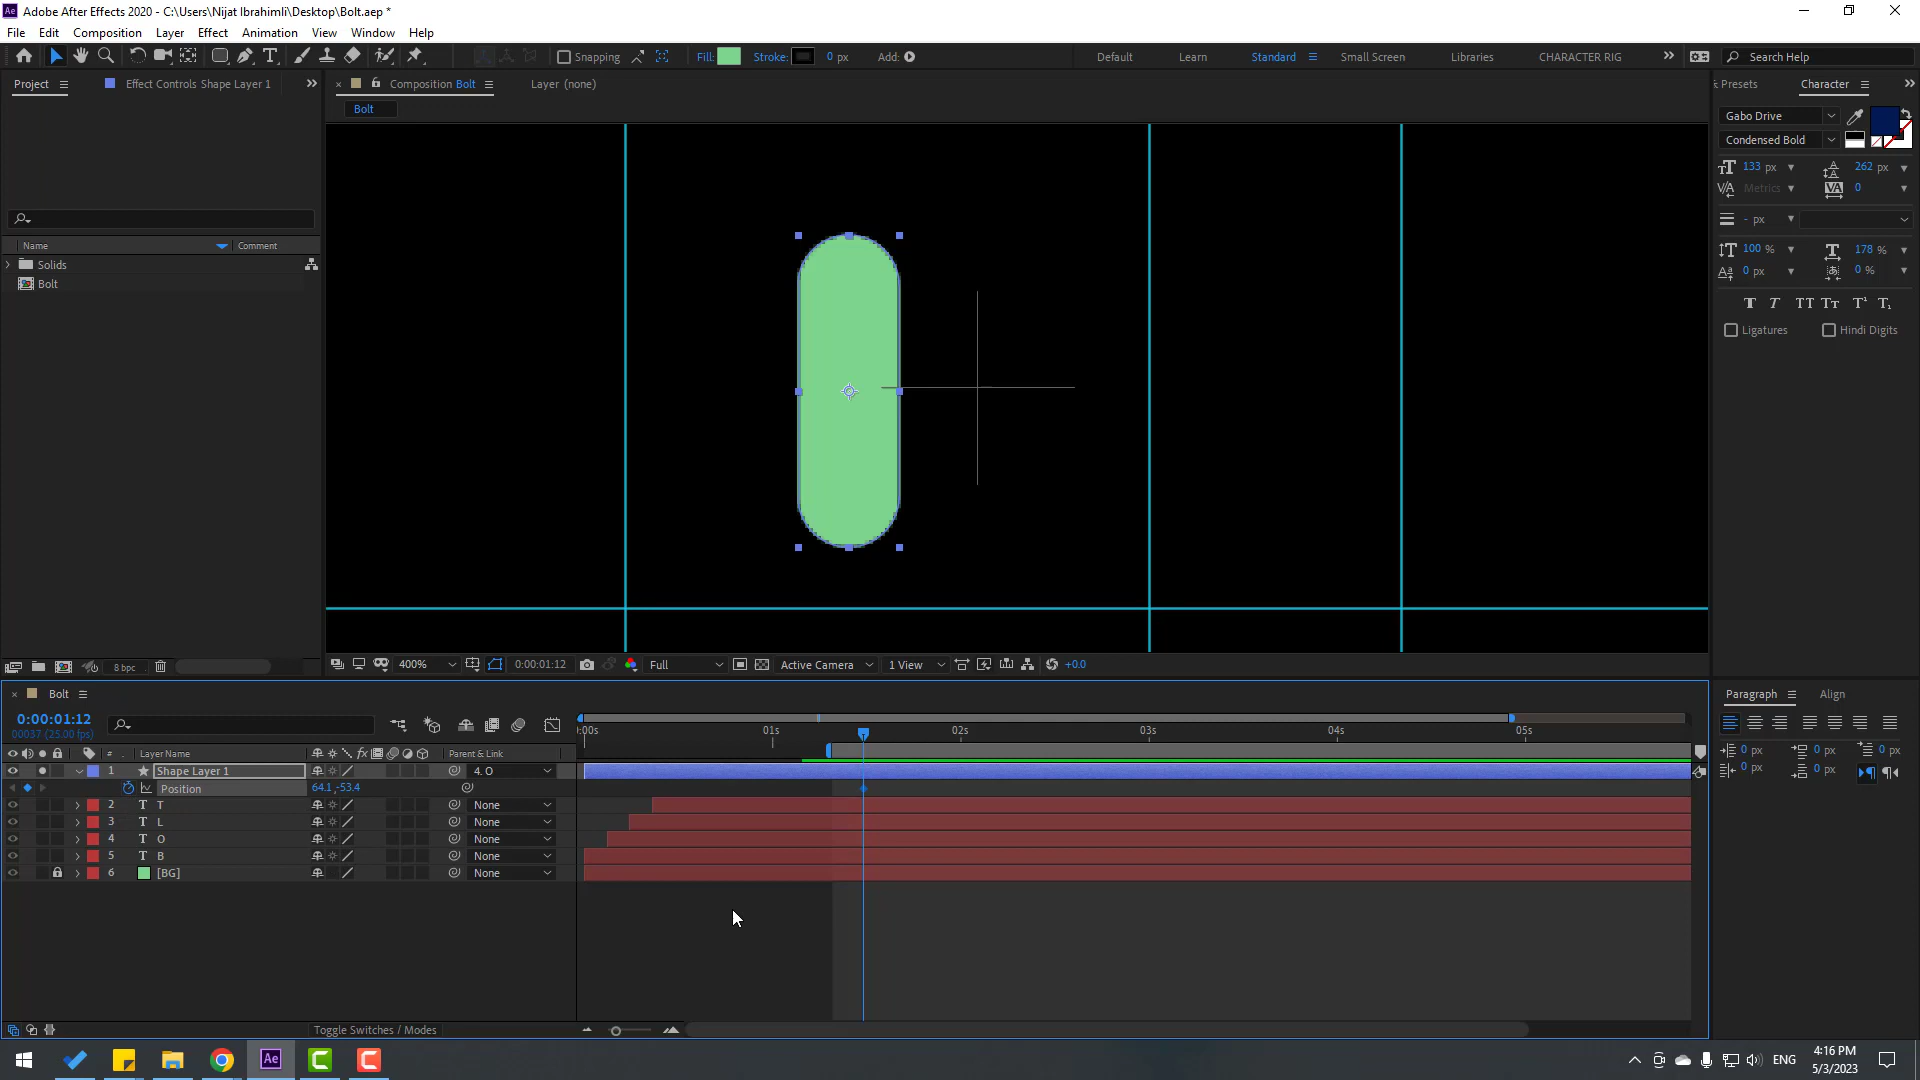 Adobe After Effects 2020 - C:\Users\Nijat Ibrahimli\Desktop\Bolt.aep *
File Edit Composition Layer Effect Animation View Window Help
Snapping Fill: Stroke: 0 px Add: Default Learn Standard Small Screen Libraries CHARACTER RIG Search Help
Project Effect Controls Shape Layer 1 Composition Bolt Layer (none) Presets Character
Bolt
Gabo Drive
Condensed Bold
133 px 262 px
Metrics 0
- px
100 % 178 %
0 px 0 %
Name Comment
Solids
Bolt
Ligatures Hindi Digits
8 bpc 400% 0:00:01:12 Full Active Camera 1 View +0.0
Bolt
Paragraph Align
0:00:01:12
00037 (25.00 fps)
:00s 01s 02s 03s 04s 05s
# Layer Name Parent & Link
1 Shape Layer 1 4. O
Position 64.1,-53.4
2 T T None
3 T L None
4 T O None
5 T B None
6 [BG] None
0 px 0 px 0 px
0 px 0 px
Toggle Switches / Modes
Ae ENG 4:16 PM
5/3/2023